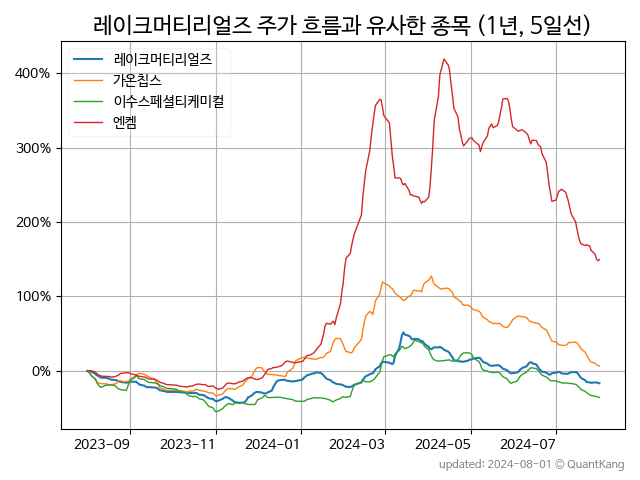 레이크머티리얼즈 주가 흐름과 유사한 종목 (1년, 5일선)
레이크머티리얼즈
가온칩스
이수스페셜티케미컬
엔켐
400%
300%
200%
100%
0%
2023-09 2023-11 2024-01 2024-03 2024-05 2024-07
updated: 2024-08-01 © QuantKang